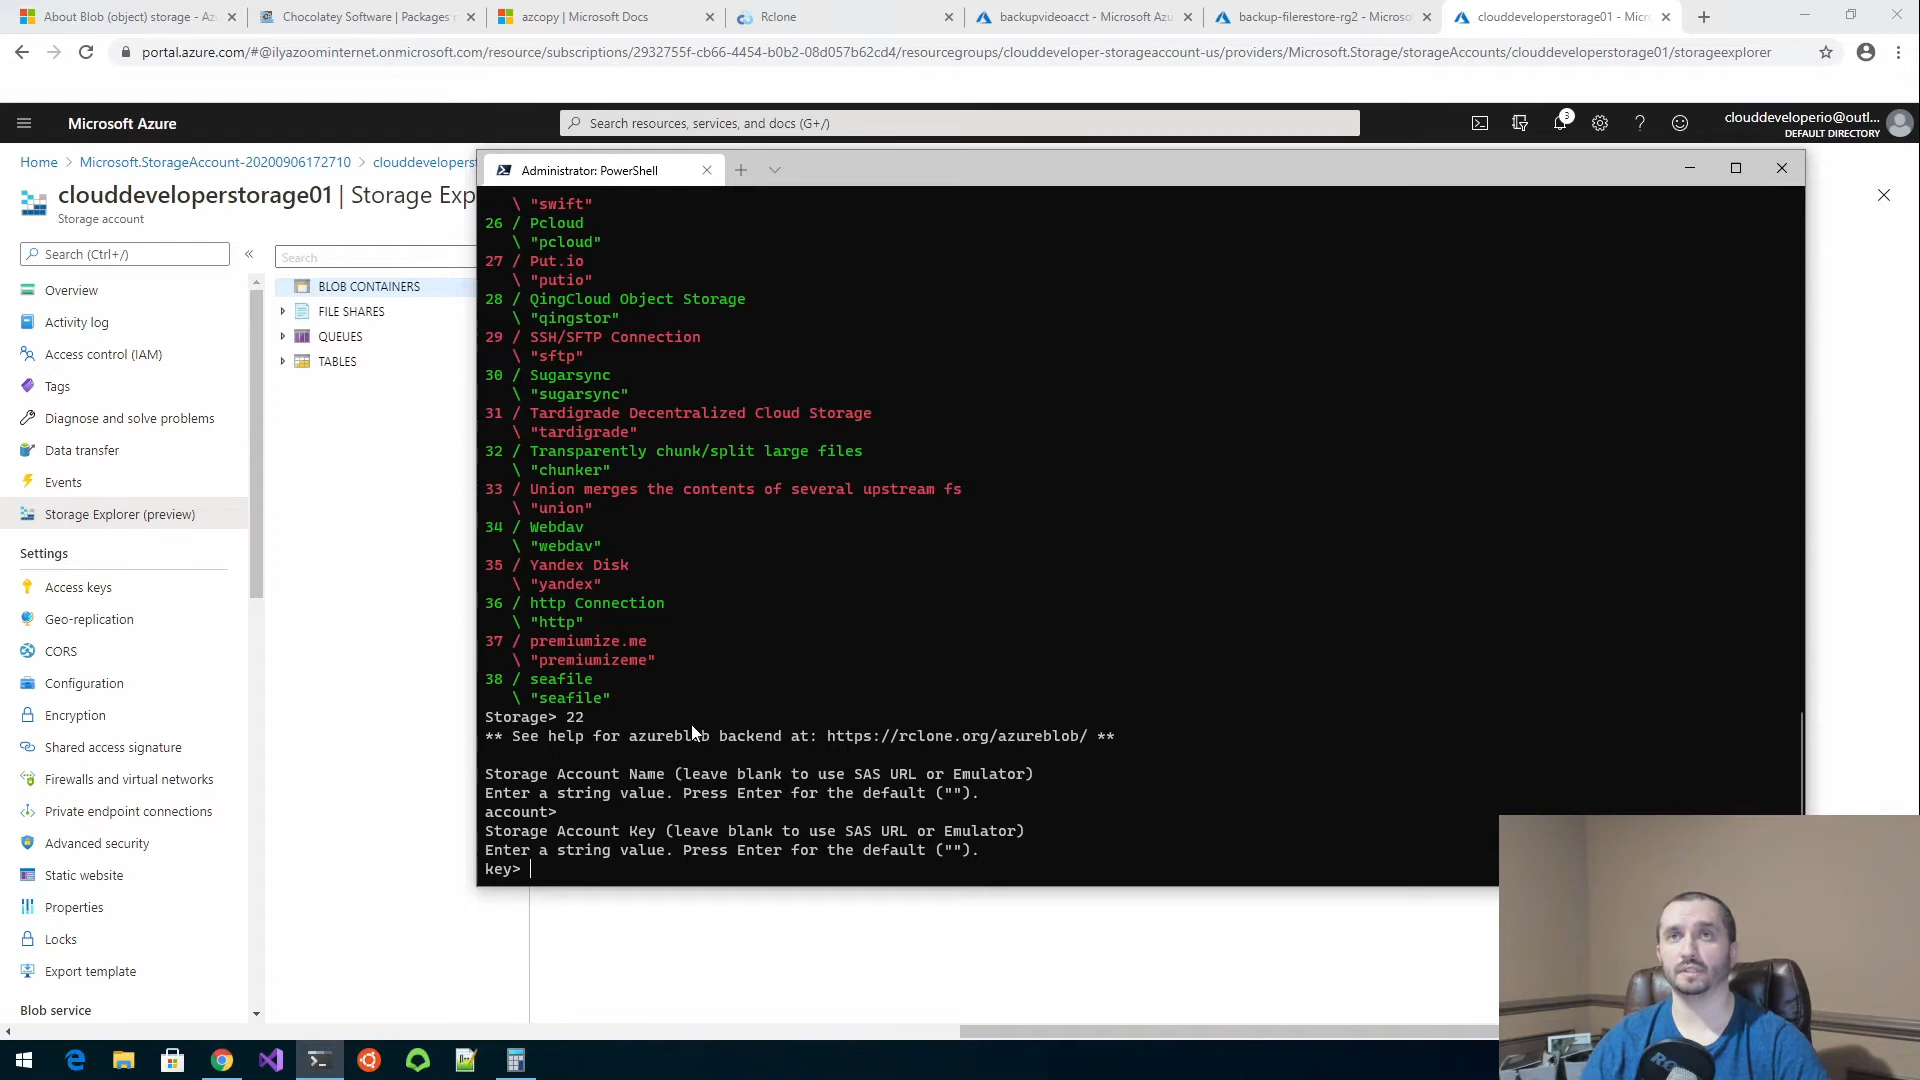 About Blob (object) storage - Az
Chocolatey Software | Packages
azcopy | Microsoft Docs
Rclone
backupvideoacct - Microsoft Azu
backup-filerestore-rg2 - Microso
clouddeveloperstorage01 - Micro
portal.azure.com/#@ilyazoominternet.onmicrosoft.com/resource/subscriptions/2932755f-cb66-4454-b0b2-08d057b62cd4/resourcegroups/clouddeveloper-storageaccount-us/providers/Microsoft.Storage/storageAccounts/clouddeveloperstorage01/storageexplorer
Microsoft Azure
Search resources, services, and docs (G+/)
3
clouddeveloperio@outl...
DEFAULT DIRECTORY
Home > Microsoft.StorageAccount-20200906172710 > clouddevelopers
clouddeveloperstorage01 | Storage Exp
Storage account
Search (Ctrl+/)
«
Overview
Activity log
Access control (IAM)
Tags
Diagnose and solve problems
Data transfer
Events
Storage Explorer (preview)
Settings
Access keys
Geo-replication
CORS
Configuration
Encryption
Shared access signature
Firewalls and virtual networks
Private endpoint connections
Advanced security
Static website
Properties
Locks
Export template
Blob service
Search
BLOB CONTAINERS
FILE SHARES
QUEUES
TABLES
Administrator: PowerShell
\ "swift"
26 / Pcloud
\ "pcloud"
27 / Put.io
\ "putio"
28 / QingCloud Object Storage
\ "qingstor"
29 / SSH/SFTP Connection
\ "sftp"
30 / Sugarsync
\ "sugarsync"
31 / Tardigrade Decentralized Cloud Storage
\ "tardigrade"
32 / Transparently chunk/split large files
\ "chunker"
33 / Union merges the contents of several upstream fs
\ "union"
34 / Webdav
\ "webdav"
35 / Yandex Disk
\ "yandex"
36 / http Connection
\ "http"
37 / premiumize.me
\ "premiumizeme"
38 / seafile
\ "seafile"
Storage> 22
** See help for azureblob backend at: https://rclone.org/azureblob/ **
Storage Account Name (leave blank to use SAS URL or Emulator)
Enter a string value. Press Enter for the default ("").
account>
Storage Account Key (leave blank to use SAS URL or Emulator)
Enter a string value. Press Enter for the default ("").
key>